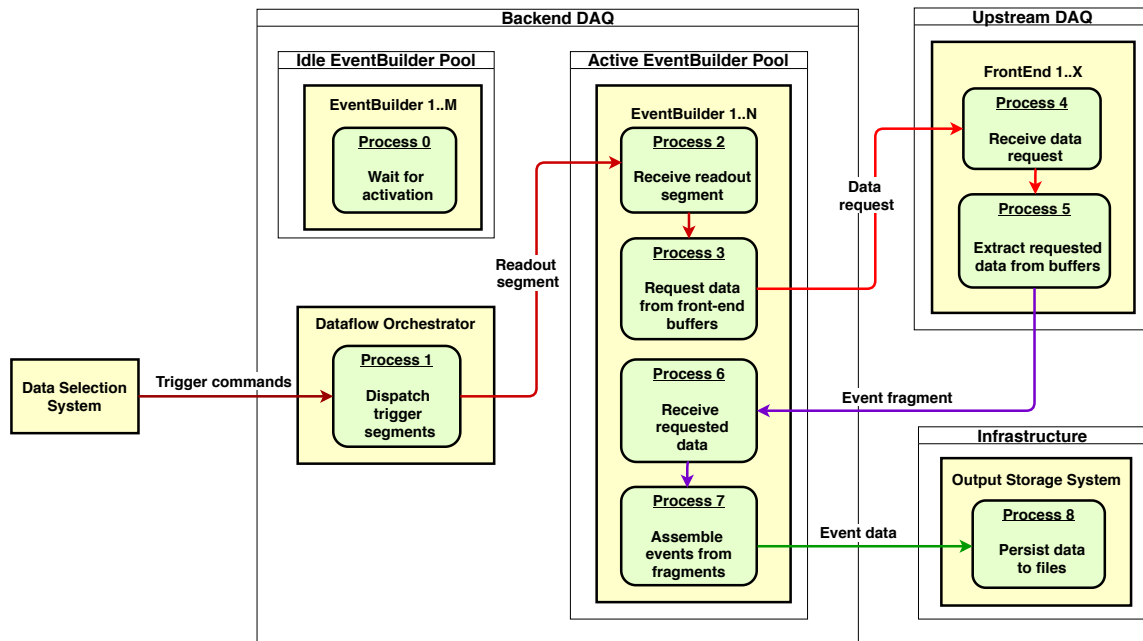 Backend DAQ
Upstream DAQ
Idle EventBuilder Pool
EventBuilder 1..M
Process 0
Wait for
activation
Active EventBuilder Pool
EventBuilder 1..N
Process 2
Receive readout
segment
Process 3
Request data
from front-end
buffers
Process 6
Receive
requested
data
Process 7
Assemble
events from
fragments
FrontEnd 1..X
Process 4
Receive data
request
Process 5
Extract requested
data from buffers
Data
request
Readout
segment
Dataflow Orchestrator
Process 1
Dispatch
trigger
segments
Data Selection
System
Trigger commands
Event fragment
Infrastructure
Output Storage System
Process 8
Persist data
to files
Event data